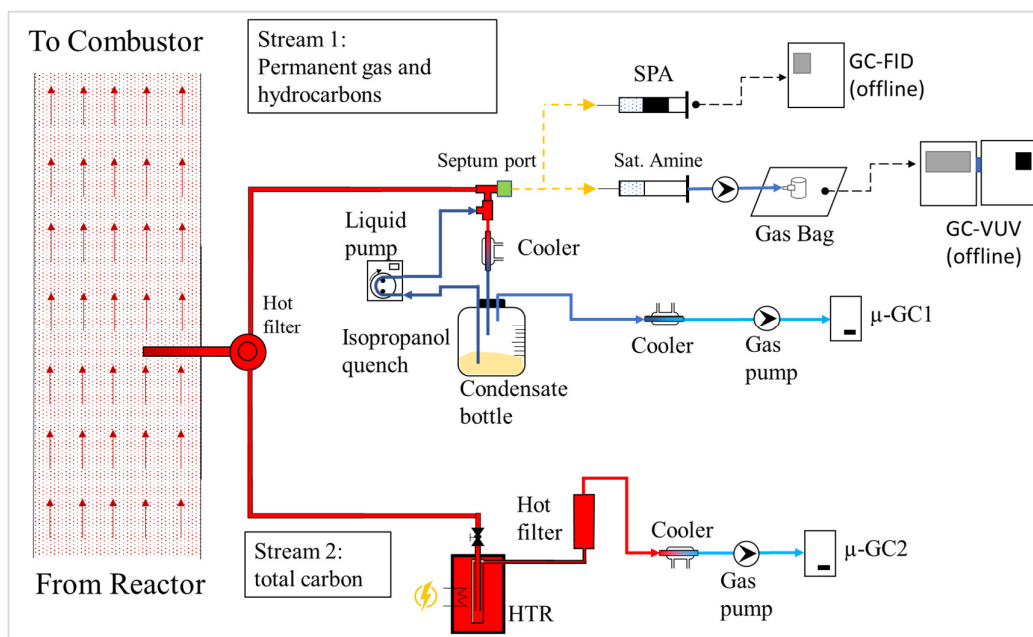 To Combustor
Stream 1:
Permanent gas and
hydrocarbons
SPA
GC-FID
(offline)
Septum port
Sat. Amine
Gas Bag
GC-VUV
(offline)
Liquid
pump
Cooler
Hot
filter
Isopropanol
quench
Condensate
bottle
Cooler
Gas
pump
μ-GC1
From Reactor
Stream 2:
total carbon
HTR
Hot
filter
Cooler
Gas
pump
μ-GC2